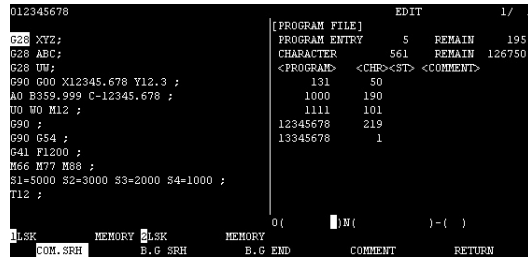 012345678 EDIT 1/
[PROGRAM FILE]
G28 XYZ; PROGRAM ENTRY 5 REMAIN 195
G28 ABC; CHARACTER 561 REMAIN 126750
G28 UW; <PROGRAM> <CHR><ST> <COMMENT>
G90 G00 X12345.678 Y12.3 ; 131 50
A0 B359.999 C-12345.678 ; 1000 190
U0 W0 M12 ; 1111 101
G90 ; 12345678 219
G90 G54 ; 13345678 1
G41 F1200 ;
M66 M77 M88 ;
S1=5000 S2=3000 S3=2000 S4=1000 ;
T12 ;
O( )N( )-( )
1LSK MEMORY 2LSK MEMORY
COM.SRH B.G SRH B.G END COMMENT RETURN